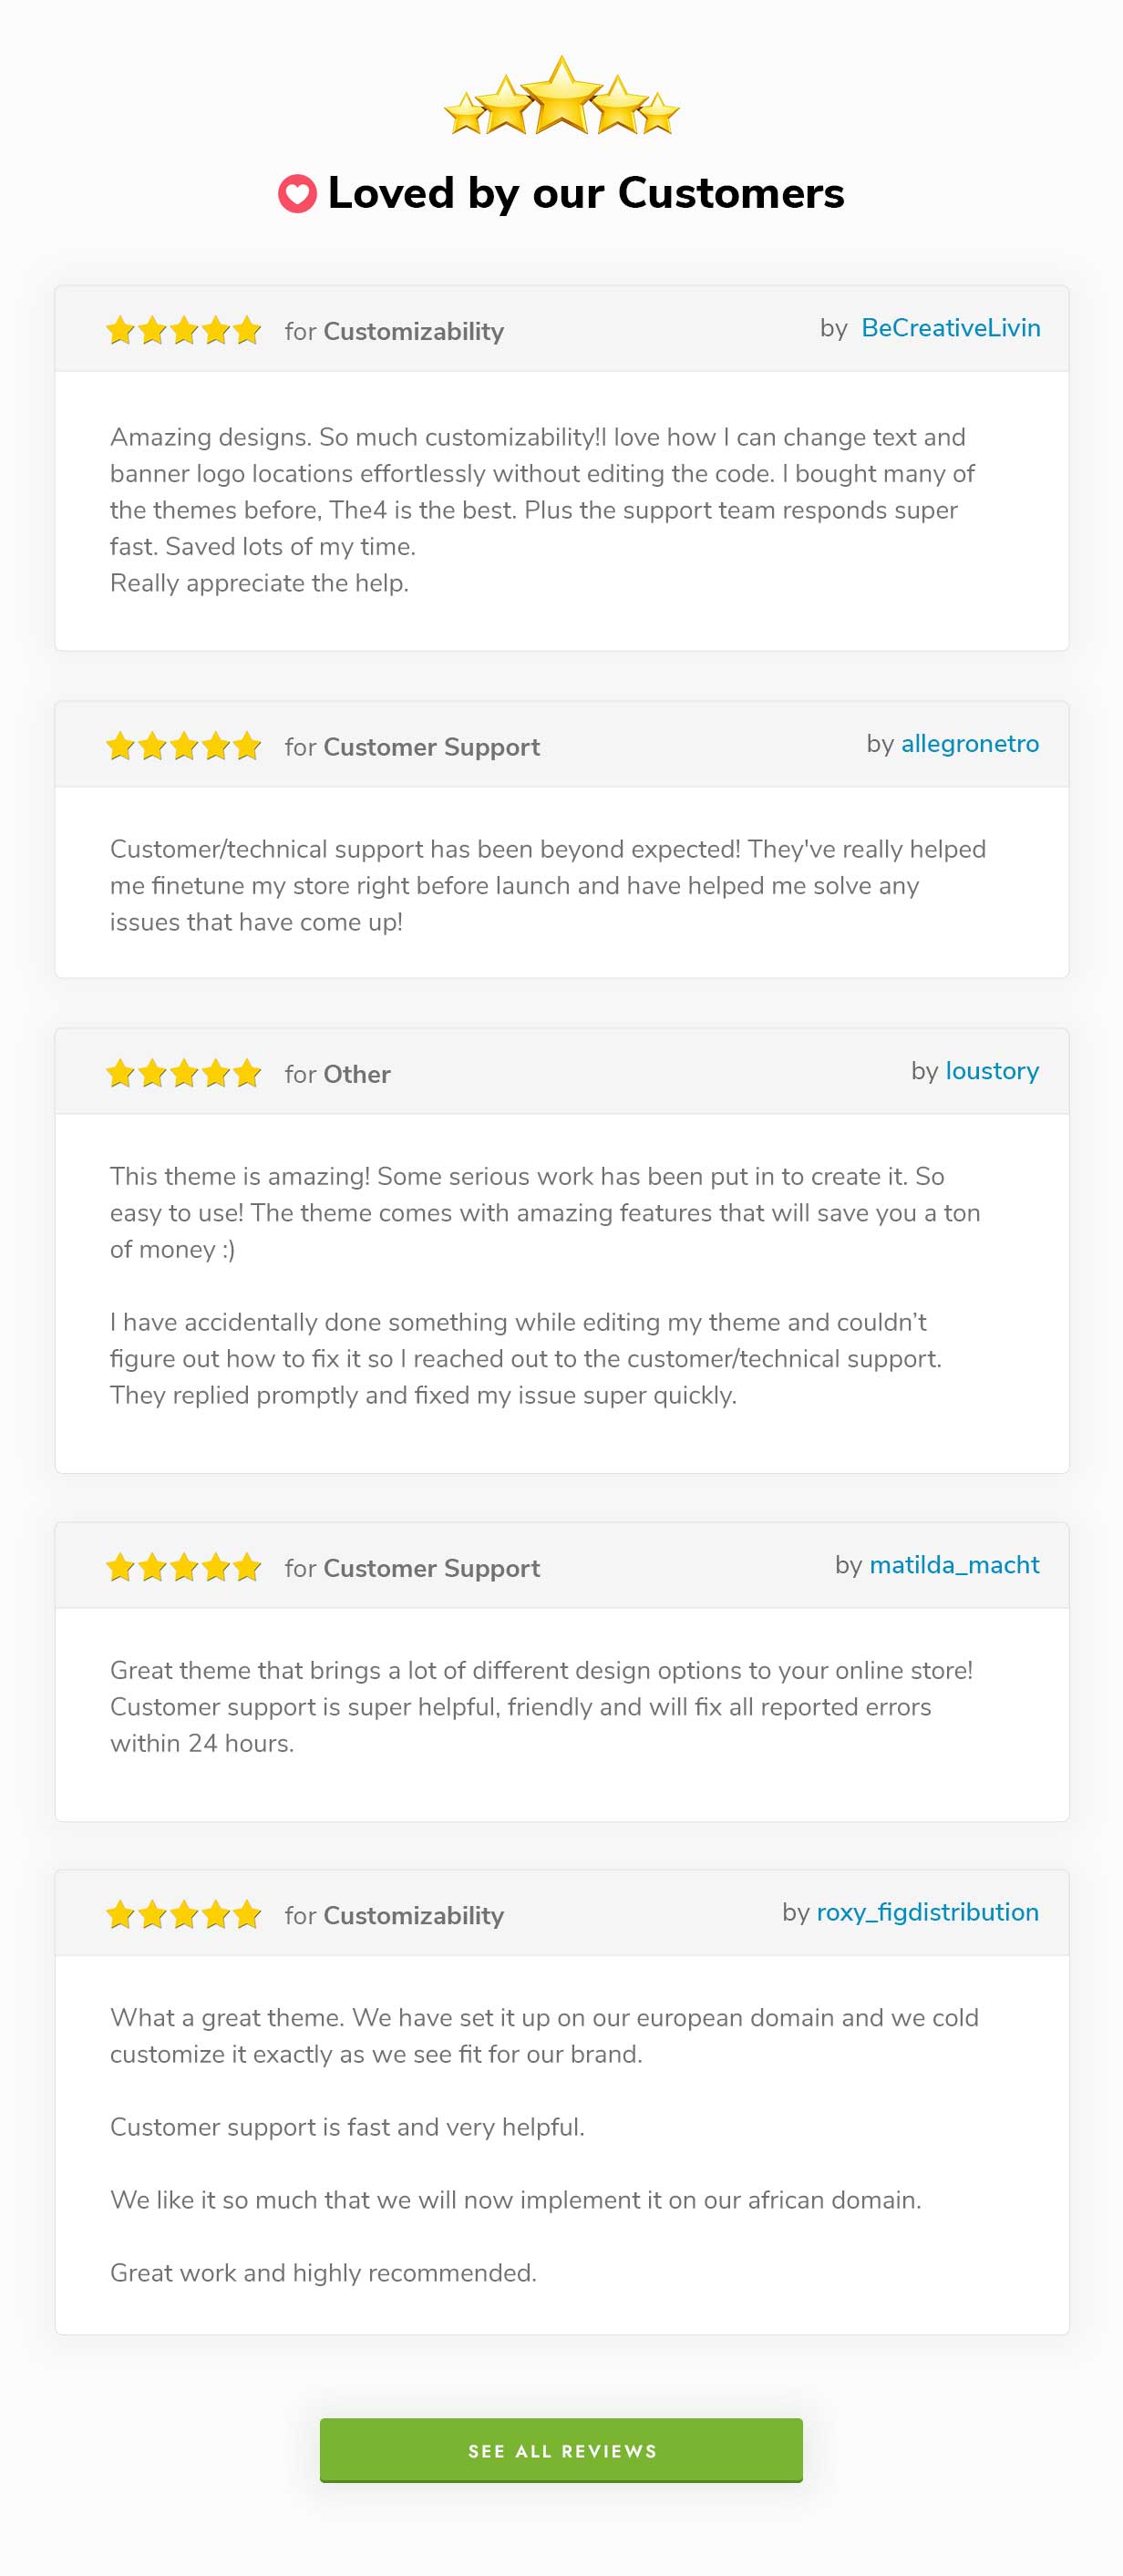 Loved by our Customers
for Customizability
by BeCreativeLivin
Amazing designs. So much customizability!I love how I can change text and
banner logo locations effortlessly without editing the code. I bought many of
the themes before, The4 is the best. Plus the support team responds super
fast. Saved lots of my time.
Really appreciate the help.
for Customer Support
by allegronetro
Customer/technical support has been beyond expected! They've really helped
me finetune my store right before launch and have helped me solve any
issues that have come up!
for Other
by loustory
This theme is amazing! Some serious work has been put in to create it. So
easy to use! The theme comes with amazing features that will save you a ton
of money :)
I have accidentally done something while editing my theme and couldn’t
figure out how to fix it so I reached out to the customer/technical support.
They replied promptly and fixed my issue super quickly.
for Customer Support
by matilda_macht
Great theme that brings a lot of different design options to your online store!
Customer support is super helpful, friendly and will fix all reported errors
within 24 hours.
for Customizability
by roxy_figdistribution
What a great theme. We have set it up on our european domain and we cold
customize it exactly as we see fit for our brand.
Customer support is fast and very helpful.
We like it so much that we will now implement it on our african domain.
Great work and highly recommended.
SEE ALL REVIEWS